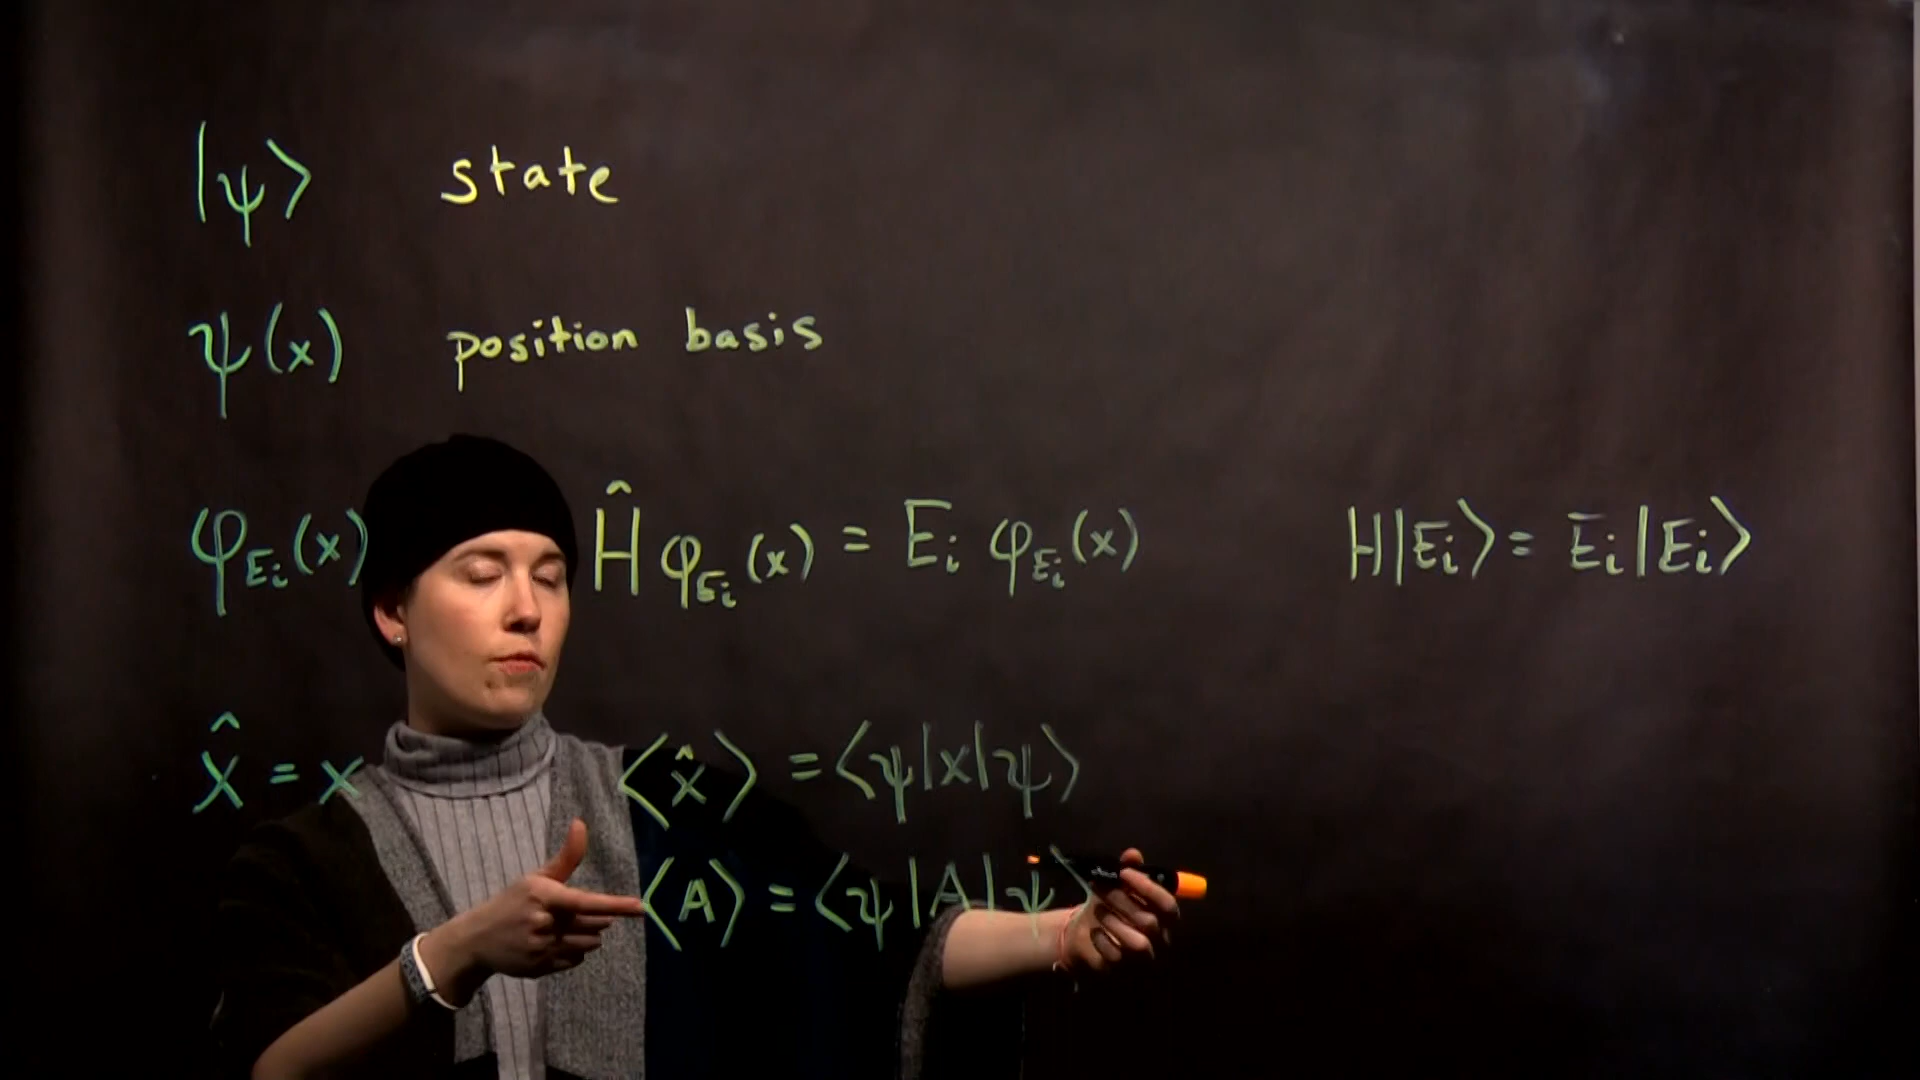 |ψ⟩ state
ψ(x) position basis
φ_{E_i}(x) Ĥ φ_{E_i}(x) = E_i φ_{E_i}(x) H|E_i⟩ = E_i|E_i⟩
x̂ = x ⟨x̂⟩ = ⟨ψ|x|ψ⟩
⟨A⟩ = ⟨ψ|A|ψ⟩